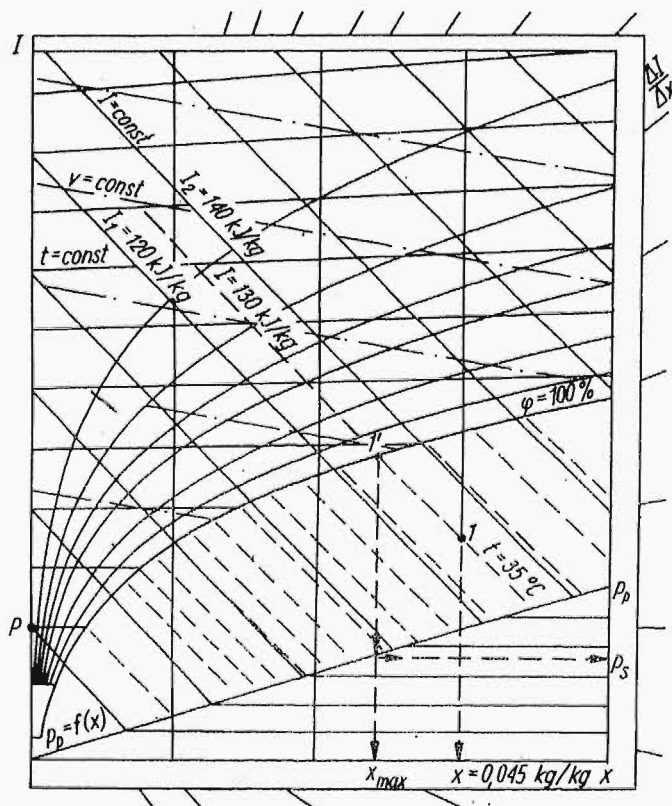 I
ΔI
Δx
I=const
v=const
I₂=140 kJ/kg
I₁=120 kJ/kg
t=const
I=130 kJ/kg
φ=100%
1'
1
t=35 °C
pₚ
P
pₛ
pₚ=f(x)
xₘₐₓ
x=0,045 kg/kg x